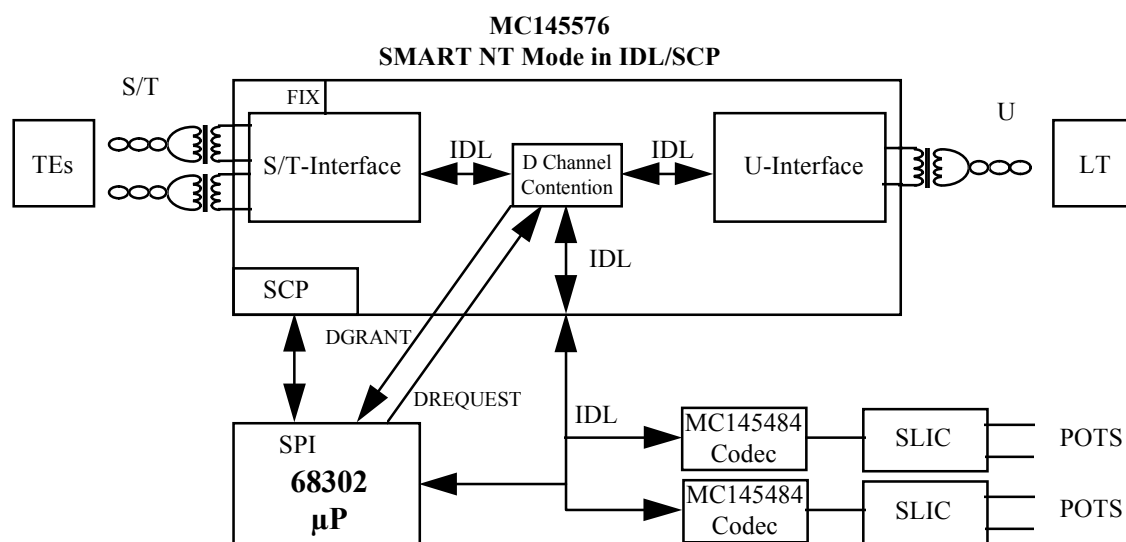 MC145576
SMART NT Mode in IDL/SCP
S/T
FIX
U
TEs
S/T-Interface
IDL
D Channel
Contention
IDL
U-Interface
LT
IDL
SCP
DGRANT
DREQUEST
IDL
SPI
68302
µP
MC145484
Codec
SLIC
POTS
MC145484
Codec
SLIC
POTS